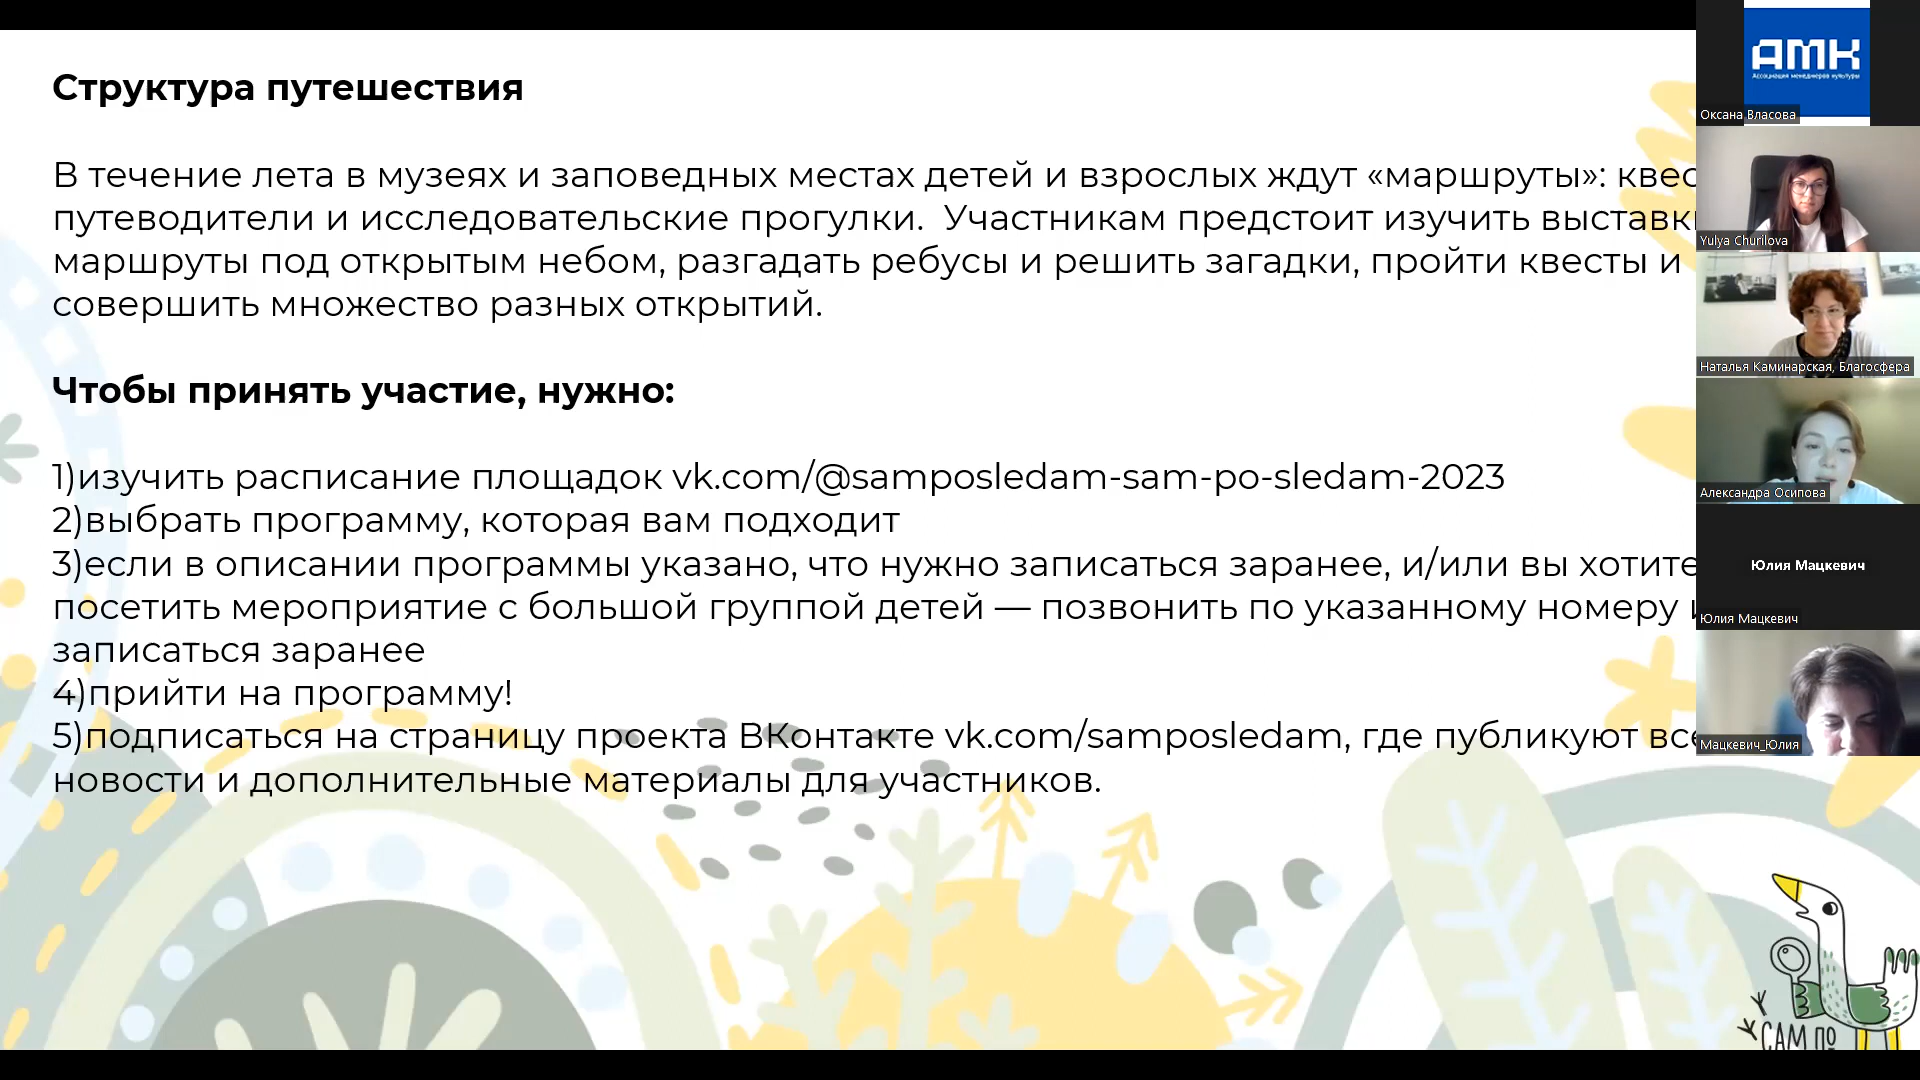 Структура путешествия
В течение лета в музеях и заповедных местах детей и взрослых ждут «маршруты»:
путеводители и исследовательские прогулки. Участникам предстоит изучить
маршруты под открытым небом, разгадать ребусы и решить загадки, пройти квесты и
совершить множество разных открытий.
Чтобы принять участие, нужно:
1)изучить расписание площадок vk.com/@samposledam-sam-po-sledam-2023
2)выбрать программу, которая вам подходит
3)если в описании программы указано, что нужно записаться заранее, и/или вы хотите
посетить мероприятие с большой группой детей — позвонить по указанному номеру
записаться заранее
4)прийти на программу!
5)подписаться на страницу проекта ВКонтакте vk.com/samposledam, где публикуют все
новости и дополнительные материалы для участников.
АМК
Ассоциация менеджеров культуры
Оксана Власова
Yulya Churilova
Наталья Каминарская, Благосфера
Александра Осипова
Юлия Мацкевич
Юлия Мацкевич
Мацкевич_Юлия
САМ ПО